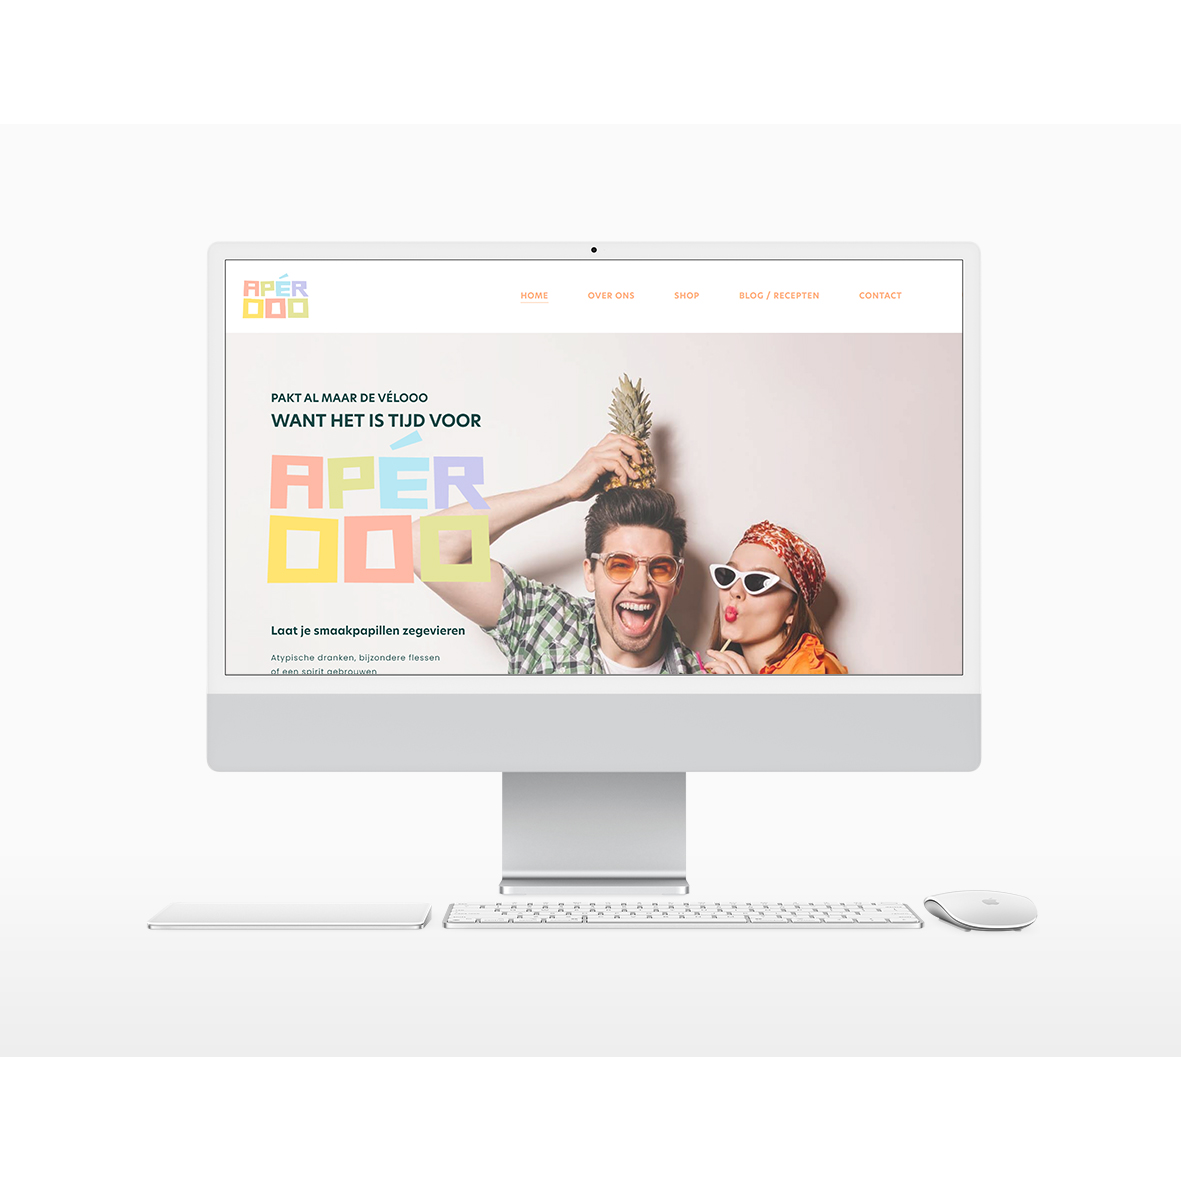 APÉR
OOO
HOME OVER ONS SHOP BLOG / RECEPTEN CONTACT
PAKT AL MAAR DE VÉLOOO
WANT HET IS TIJD VOOR
APÉR
OOO
Laat je smaakpapillen zegevieren
Atypische dranken, bijzondere flessen
of een spirit gebrouwen